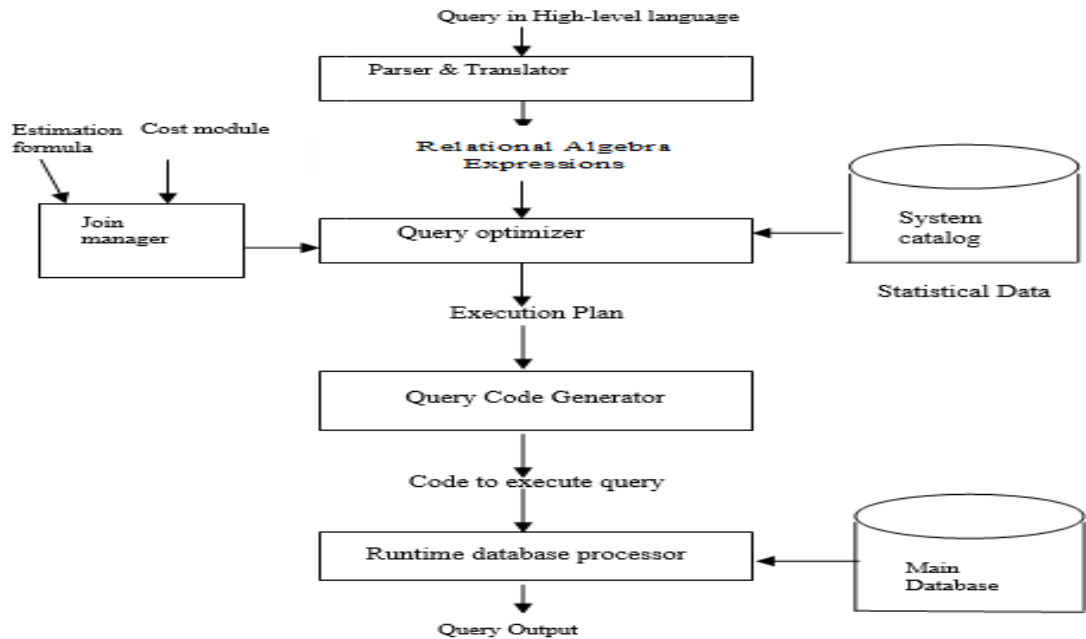 Query in High-level language
Parser & Translator
Estimation
formula
Cost module
Relational Algebra
Expressions
Join
manager
Query optimizer
System
catalog
Statistical Data
Execution Plan
Query Code Generator
Code to execute query
Runtime database processor
Main
Database
Query Output